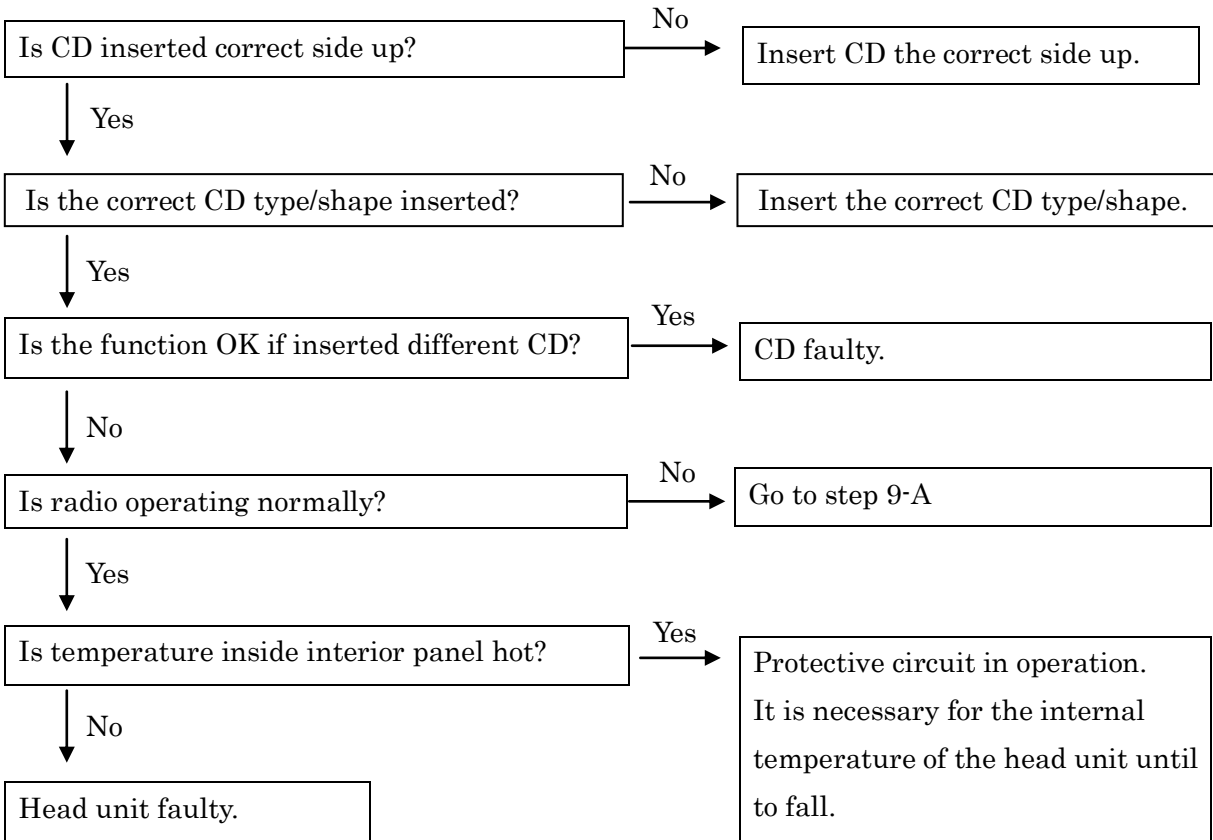 Is CD inserted correct side up?
No
Insert CD the correct side up.
Yes
Is the correct CD type/shape inserted?
No
Insert the correct CD type/shape.
Yes
Is the function OK if inserted different CD?
Yes
CD faulty.
No
Is radio operating normally?
No
Go to step 9-A
Yes
Is temperature inside interior panel hot?
Yes
Protective circuit in operation.
It is necessary for the internal
temperature of the head unit until
to fall.
No
Head unit faulty.